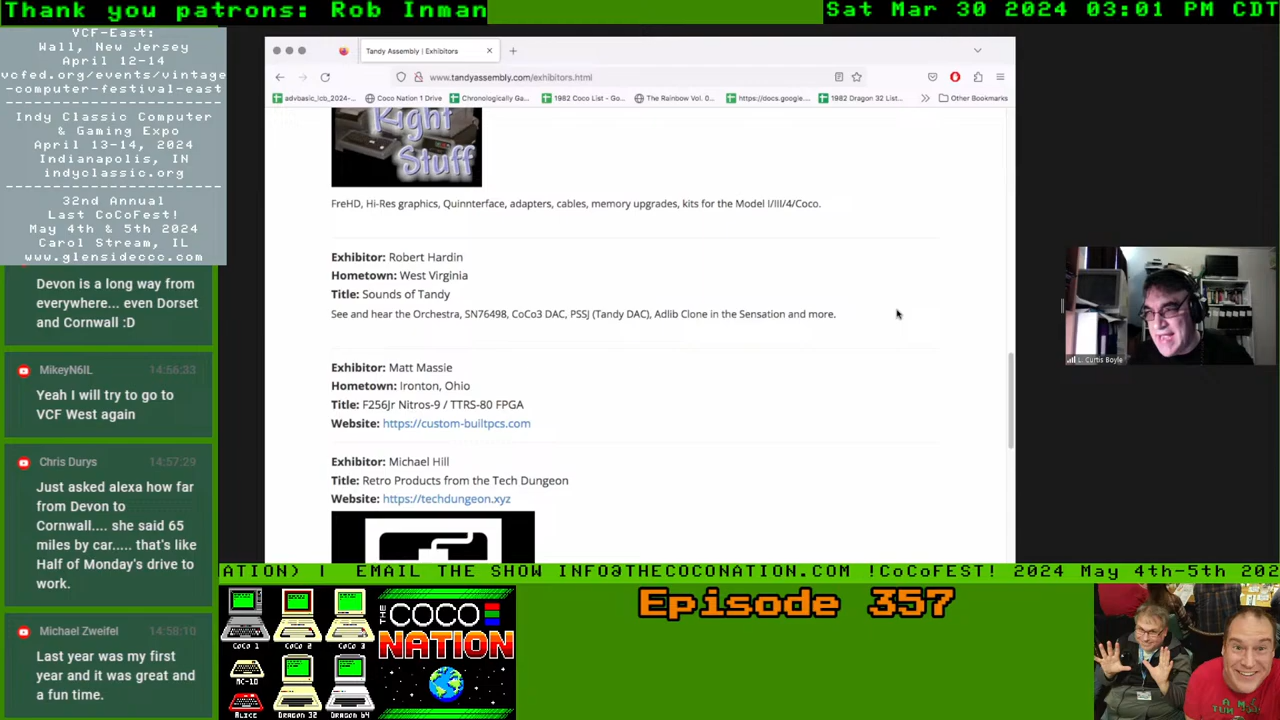 Thank you patrons: Rob Inman
Sat Mar 30 2024 03:01 PM CDT
VCF-East:
Wall, New Jersey
April 12-14
vcfed.org/events/vintage
-computer-festival-east
Indy Classic Computer
& Gaming Expo
April 13-14, 2024
Indianapolis, IN
indyclassic.org
32nd Annual
Last CoCoFest!
May 4th & 5th 2024
Carol Stream, IL
www.glensidecoco.com
Devon is a long way from
everywhere... even Dorset
and Cornwall :D
MikeyN6IL 14:56:33
Yeah I will try to go to
VCF West again
Chris Durys 14:57:29
Just asked alexa how far
from Devon to
Cornwall.... she said 65
miles by car..... that's like
Half of Monday's drive to
work.
Michael Zweifel 14:58:10
Last year was my first
year and it was great and
a fun time.
Tandy Assembly | Exhibitors
www.tandyassembly.com/exhibitors.html
advbasic_lcb_2024-...
Coco Nation 1 Drive
Chronologically Ga...
1982 Coco List - Go...
The Rainbow Vol. 0...
https://docs.google....
1982 Dragon 32 List...
Other Bookmarks
Right
Stuff
FreHD, Hi-Res graphics, Quinnterface, adapters, cables, memory upgrades, kits for the Model I/III/4/Coco.
Exhibitor: Robert Hardin
Hometown: West Virginia
Title: Sounds of Tandy
See and hear the Orchestra, SN76498, CoCo3 DAC, PSSJ (Tandy DAC), Adlib Clone in the Sensation and more.
Exhibitor: Matt Massie
Hometown: Ironton, Ohio
Title: F256Jr Nitros-9 / TTRS-80 FPGA
Website: https://custom-builtpcs.com
Exhibitor: Michael Hill
Title: Retro Products from the Tech Dungeon
Website: https://techdungeon.xyz
L. Curtis Boyle
ATION) | EMAIL THE SHOW INFO@THECOCONATION.COM !CoCoFEST! 2024 May 4th-5th 202
CoCo 1
CoCo 2
CoCo 3
MC-10
Alice
Dragon 32
Dragon 64
THE COCO
NATION
Episode 357